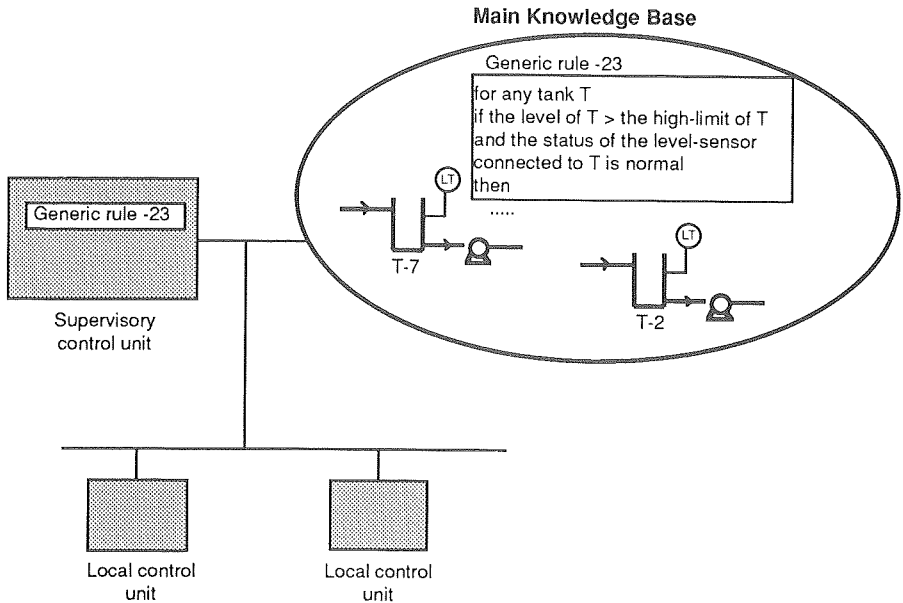 Main Knowledge Base
Generic rule -23
for any tank T
if the level of T > the high-limit of T
and the status of the level-sensor
connected to T is normal
then
.....
LT
T-7
LT
T-2
Generic rule -23
Supervisory
control unit
Local control
unit
Local control
unit